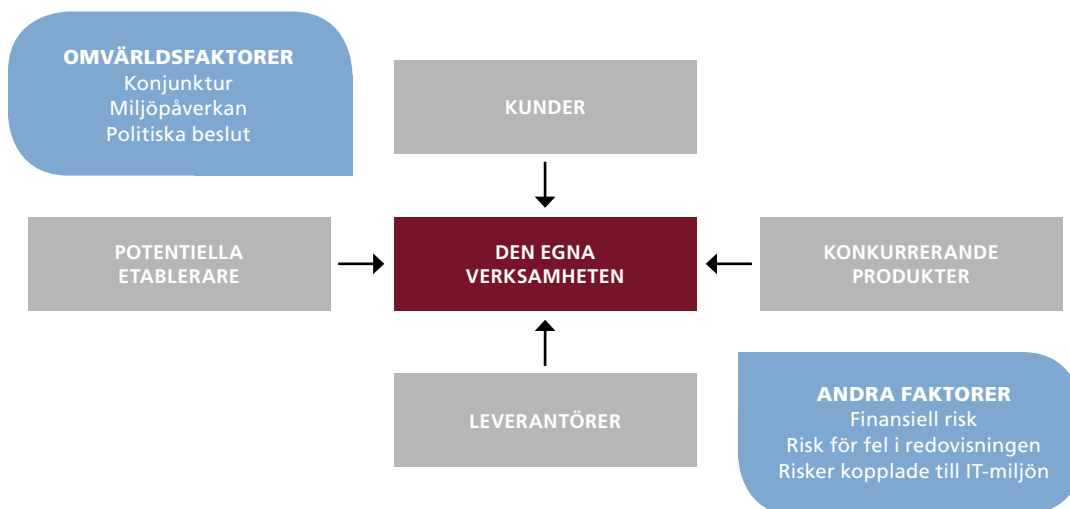 OMVÄRLDSFAKTORER
Konjunktur
Miljöpåverkan
Politiska beslut
KUNDER
POTENTIELLA
ETABLERARE
DEN EGNA
VERKSAMHETEN
KONKURRERANDE
PRODUKTER
LEVERANTÖRER
ANDRA FAKTORER
Finansiell risk
Risk för fel i redovisningen
Risker kopplade till IT-miljön